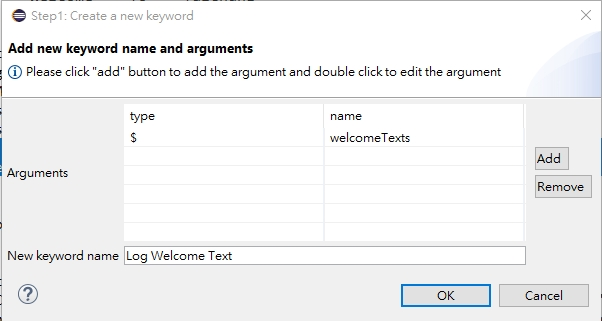 Step1: Create a new keyword
Add new keyword name and arguments
Please click "add" button to add the argument and double click to edit the argument
type name
$ welcomeTexts
Arguments
Add
Remove
New keyword name Log Welcome Text
OK Cancel